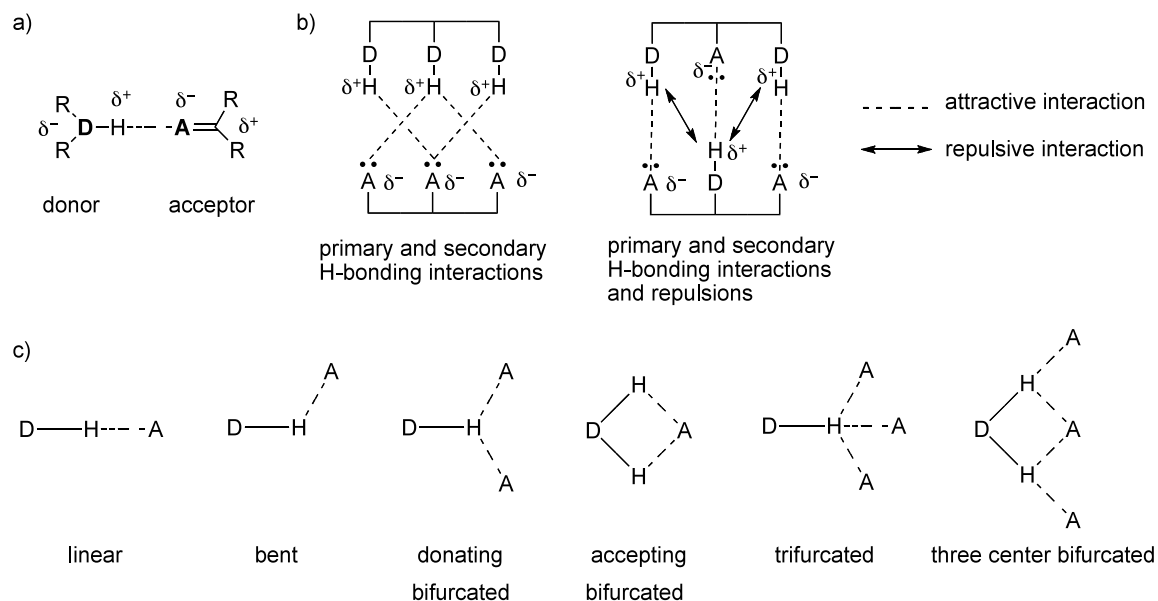 a)
b)
R
δ−
D
H
δ+
R
δ−
A
R
δ+
R
donor
acceptor
D D D
δ+H δ+H δ+H
A δ− A δ− A δ−
primary and secondary
H-bonding interactions
D A D
δ+ H δ− δ+ H
H δ+
A δ− D A δ−
primary and secondary
H-bonding interactions
and repulsions
attractive interaction
repulsive interaction
c)
D H A
linear
A
D H
bent
A
D H
A
donating
bifurcated
H
D A
H
accepting
bifurcated
A
D H A
A
trifurcated
A
H
D A
H
A
three center bifurcated